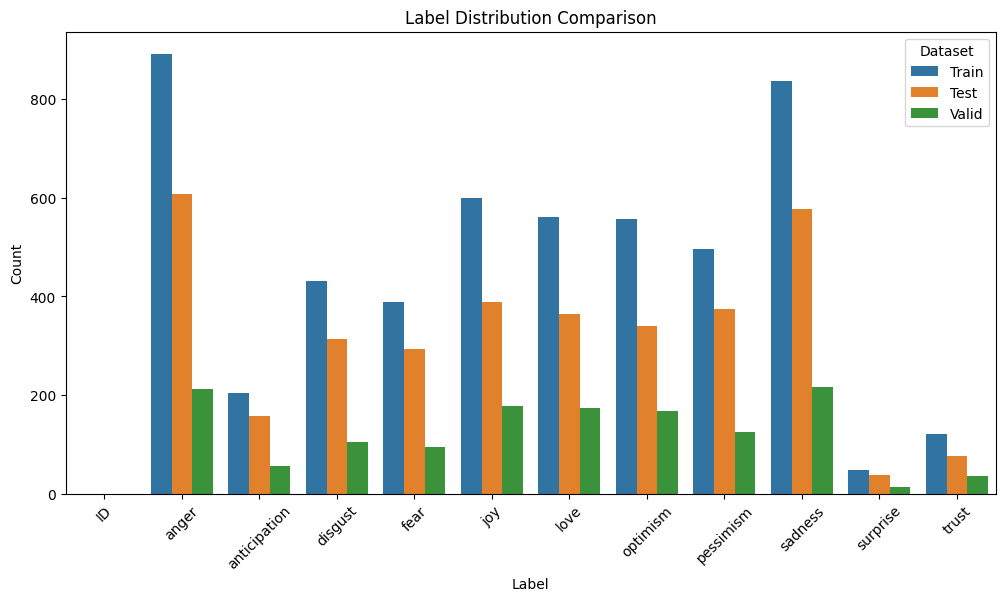 Label Distribution Comparison
Dataset
Train
Test
Valid
Count
800
600
400
200
0
ID
anger
anticipation
disgust
fear
joy
love
optimism
pessimism
sadness
surprise
trust
Label